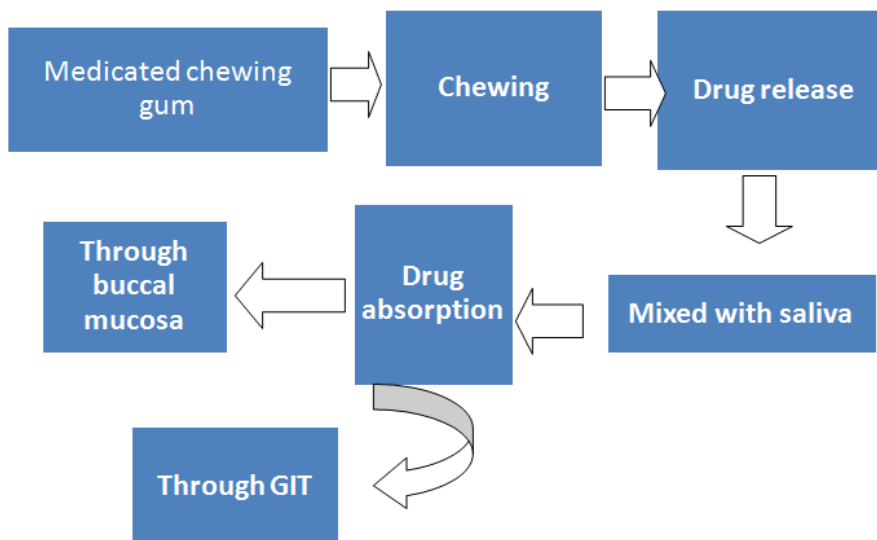 Medicated chewing
gum
Chewing
Drug release
Mixed with saliva
Drug
absorption
Through
buccal
mucosa
Through GIT